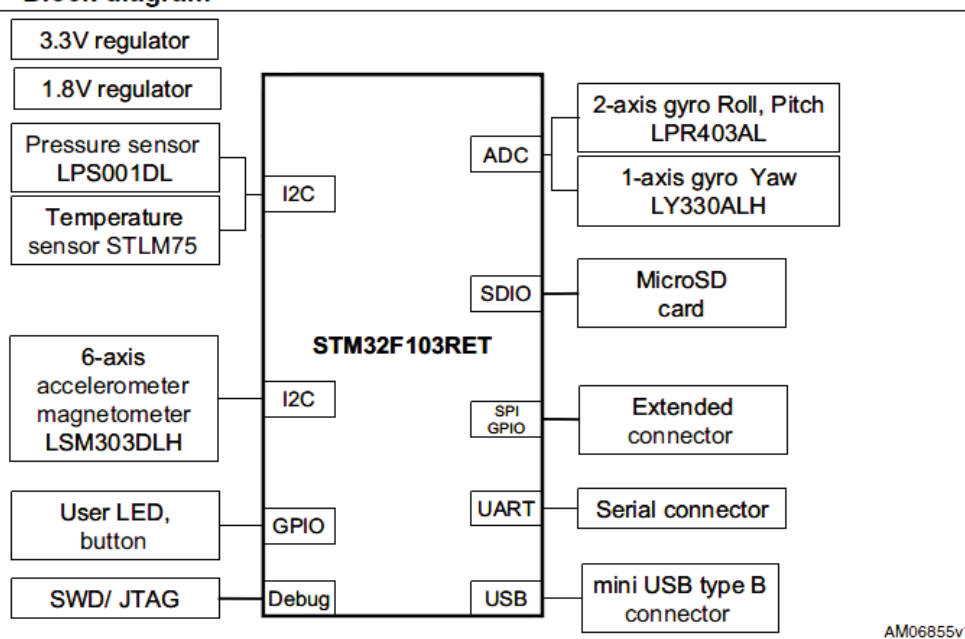 Block diagram
3.3V regulator
1.8V regulator
Pressure sensor
LPS001DL
Temperature
sensor STLM75
I2C
6-axis
accelerometer
magnetometer
LSM303DLH
I2C
User LED,
button
GPIO
SWD/ JTAG
Debug
STM32F103RET
ADC
2-axis gyro Roll, Pitch
LPR403AL
1-axis gyro Yaw
LY330ALH
SDIO
MicroSD
card
SPI
GPIO
Extended
connector
UART
Serial connector
USB
mini USB type B
connector